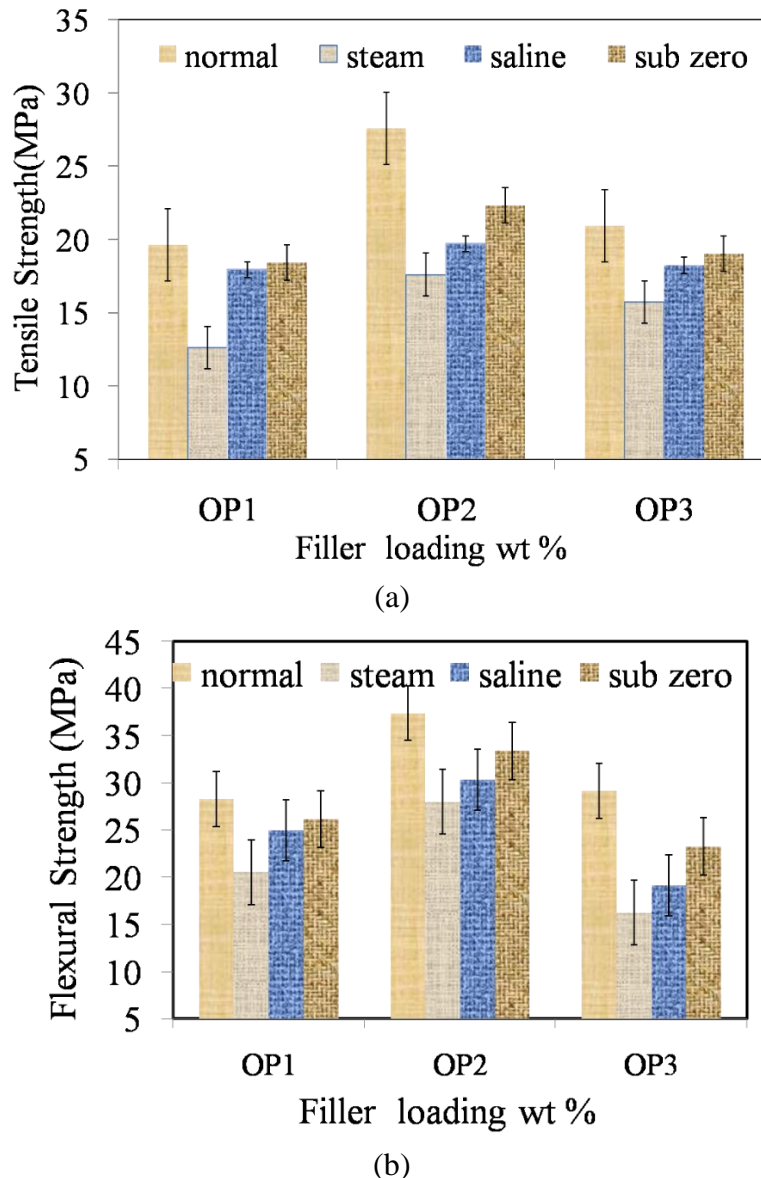 35
normal steam saline sub zero
30
25
20
15
10
5
Tensile Strength(MPa)
OP1 OP2 OP3
Filler loading wt %
(a)
45
normal steam saline sub zero
40
35
30
25
20
15
10
5
Flexural Strength (MPa)
OP1 OP2 OP3
Filler loading wt %
(b)